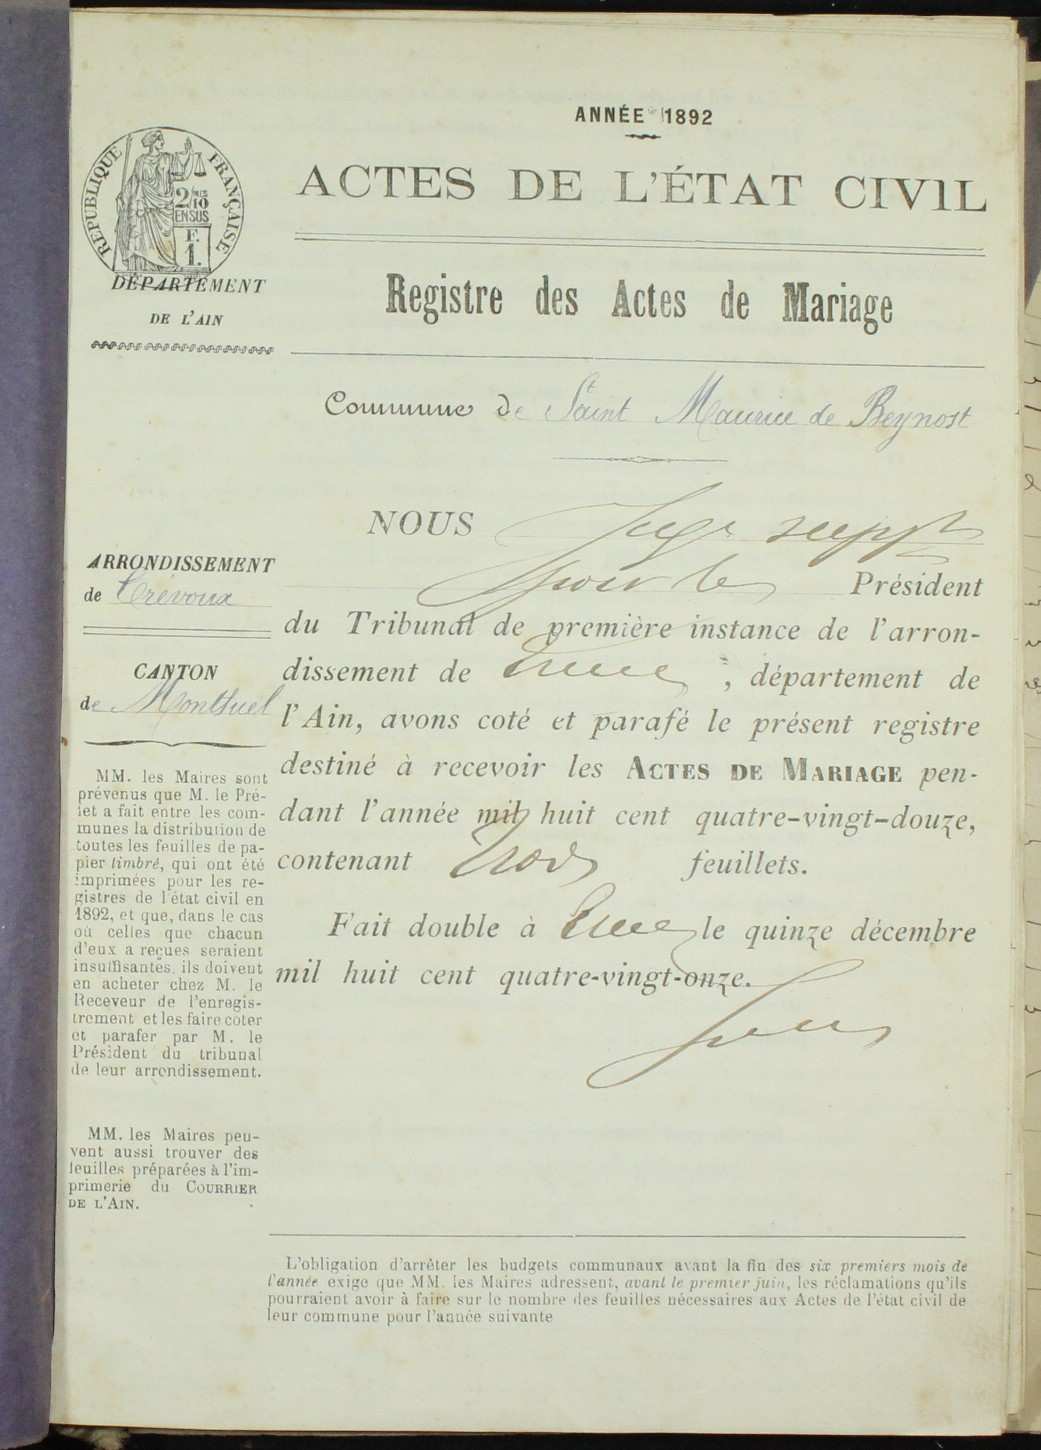 ANNÉE 1892
ACTES DE L'ÉTAT CIVIL
RÉPUBLIQUE FRANÇAISE
2/10
EN SUS
F.
1.
DÉPARTEMENT
DE L'AIN
Registre des Actes de Mariage
Commune de Saint Maurice de Beynost
NOUS Juge suppt
pour le Président
du Tribunal de première instance de l'arron-
dissement de , département de
l'Ain, avons coté et parafé le présent registre
destiné à recevoir les ACTES DE MARIAGE pen-
dant l'année mil huit cent quatre-vingt-douze,
contenant trois feuillets.
Fait double à le quinze décembre
mil huit cent quatre-vingt-onze.
ARRONDISSEMENT
de Trévoux
CANTON
de Montluel
MM. les Maires sont
prévenus que M. le Pré-
fet a fait entre les com-
munes la distribution de
toutes les feuilles de pa-
pier timbré, qui ont été
imprimées pour les re-
gistres de l'état civil en
1892, et que, dans le cas
où celles que chacun
d'eux a reçues seraient
insuffisantes, ils doivent
en acheter chez M. le
Receveur de l'enregis-
trement et les faire coter
et parafer par M. le
Président du tribunal
de leur arrondissement.
MM. les Maires peu-
vent aussi trouver des
feuilles préparées à l'im-
primerie du COURRIER
DE L'AIN.
L'obligation d'arrêter les budgets communaux avant la fin des six premiers mois de
l'année exige que MM. les Maires adressent, avant le premier juin, les réclamations qu'ils
pourraient avoir à faire sur le nombre des feuilles nécessaires aux Actes de l'état civil de
leur commune pour l'année suivante